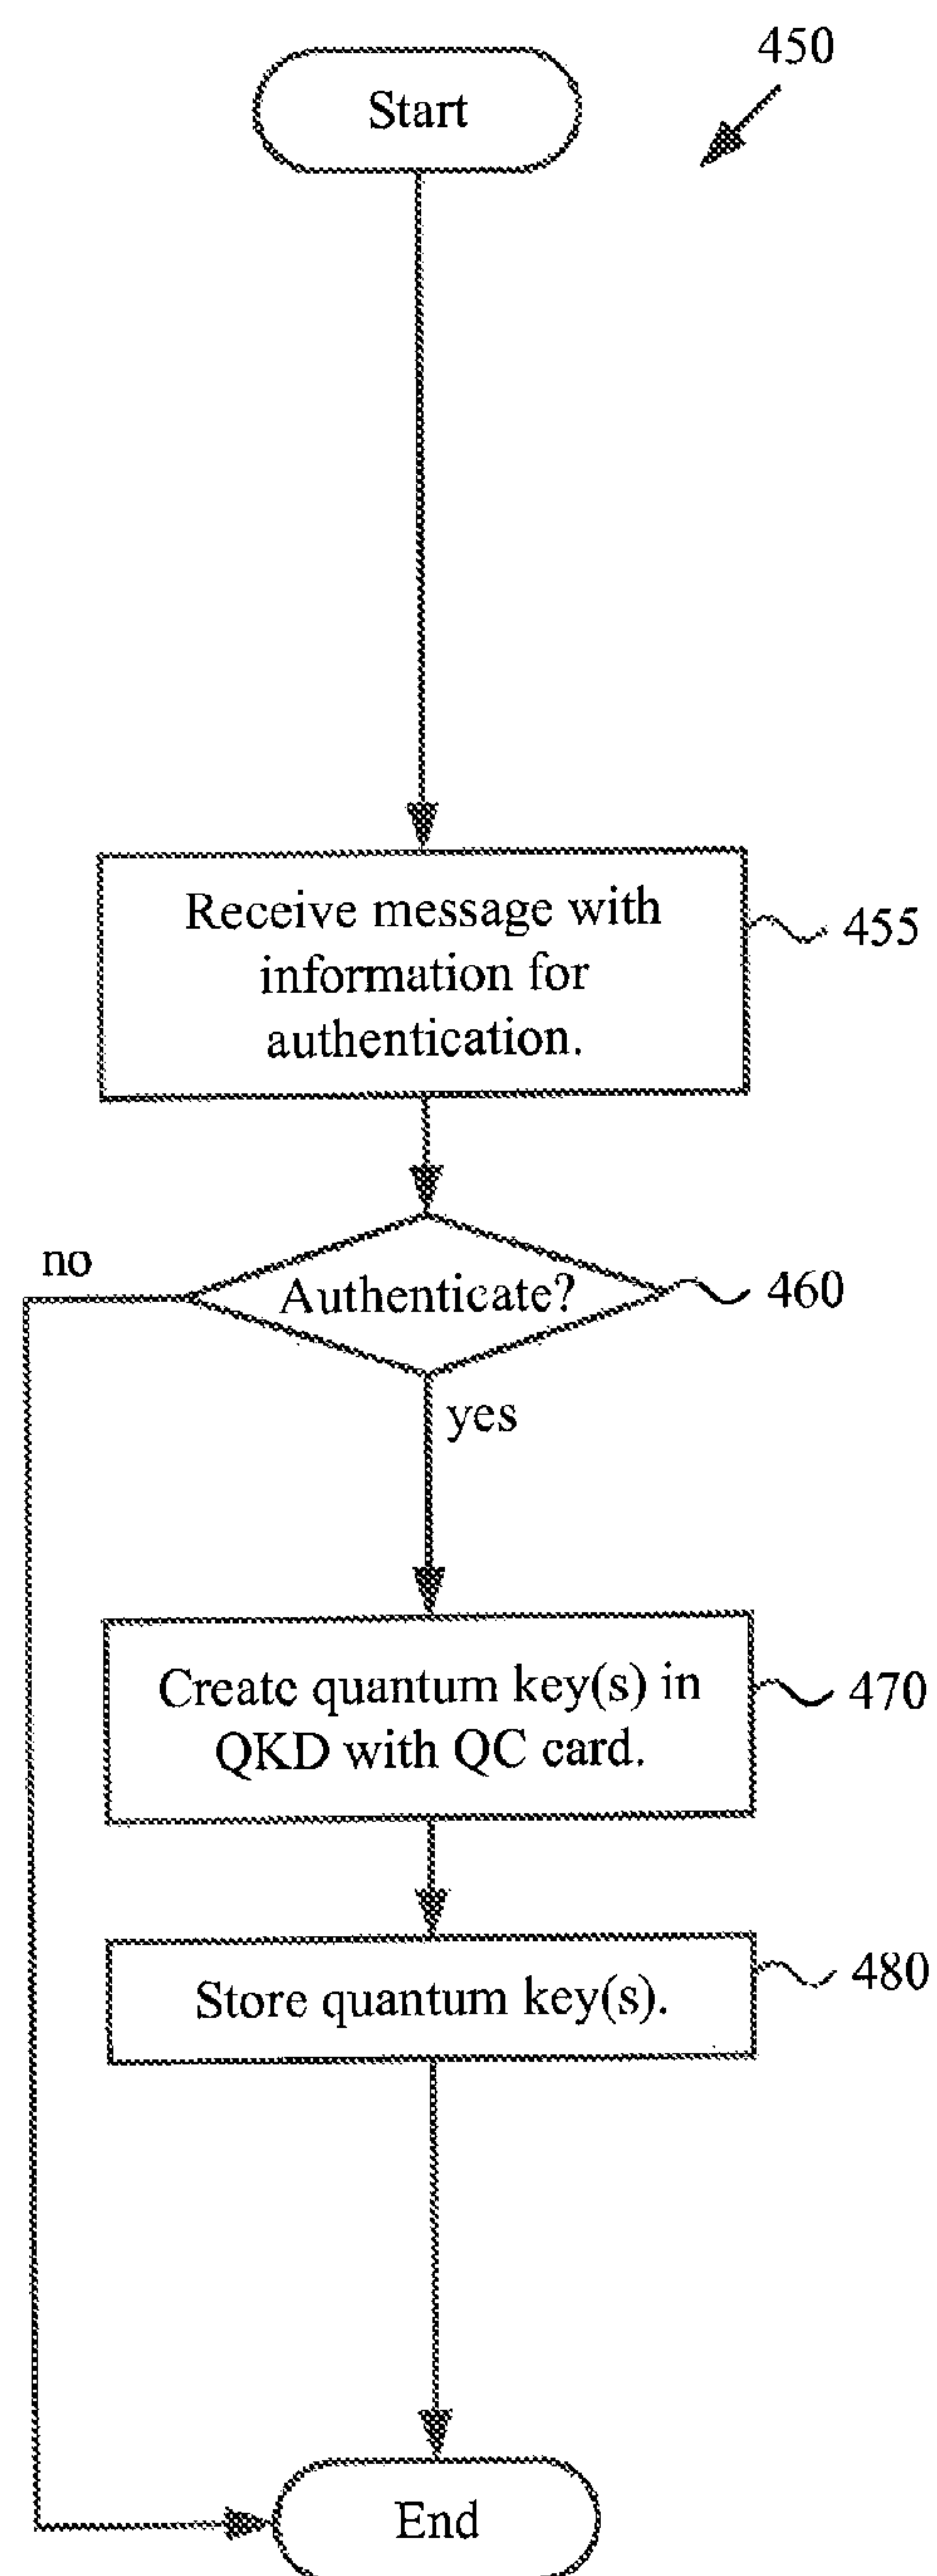 450
Start
Receive message with
information for
authentication.
455
no
Authenticate?
460
yes
Create quantum key(s) in
QKD with QC card.
470
Store quantum key(s).
480
End